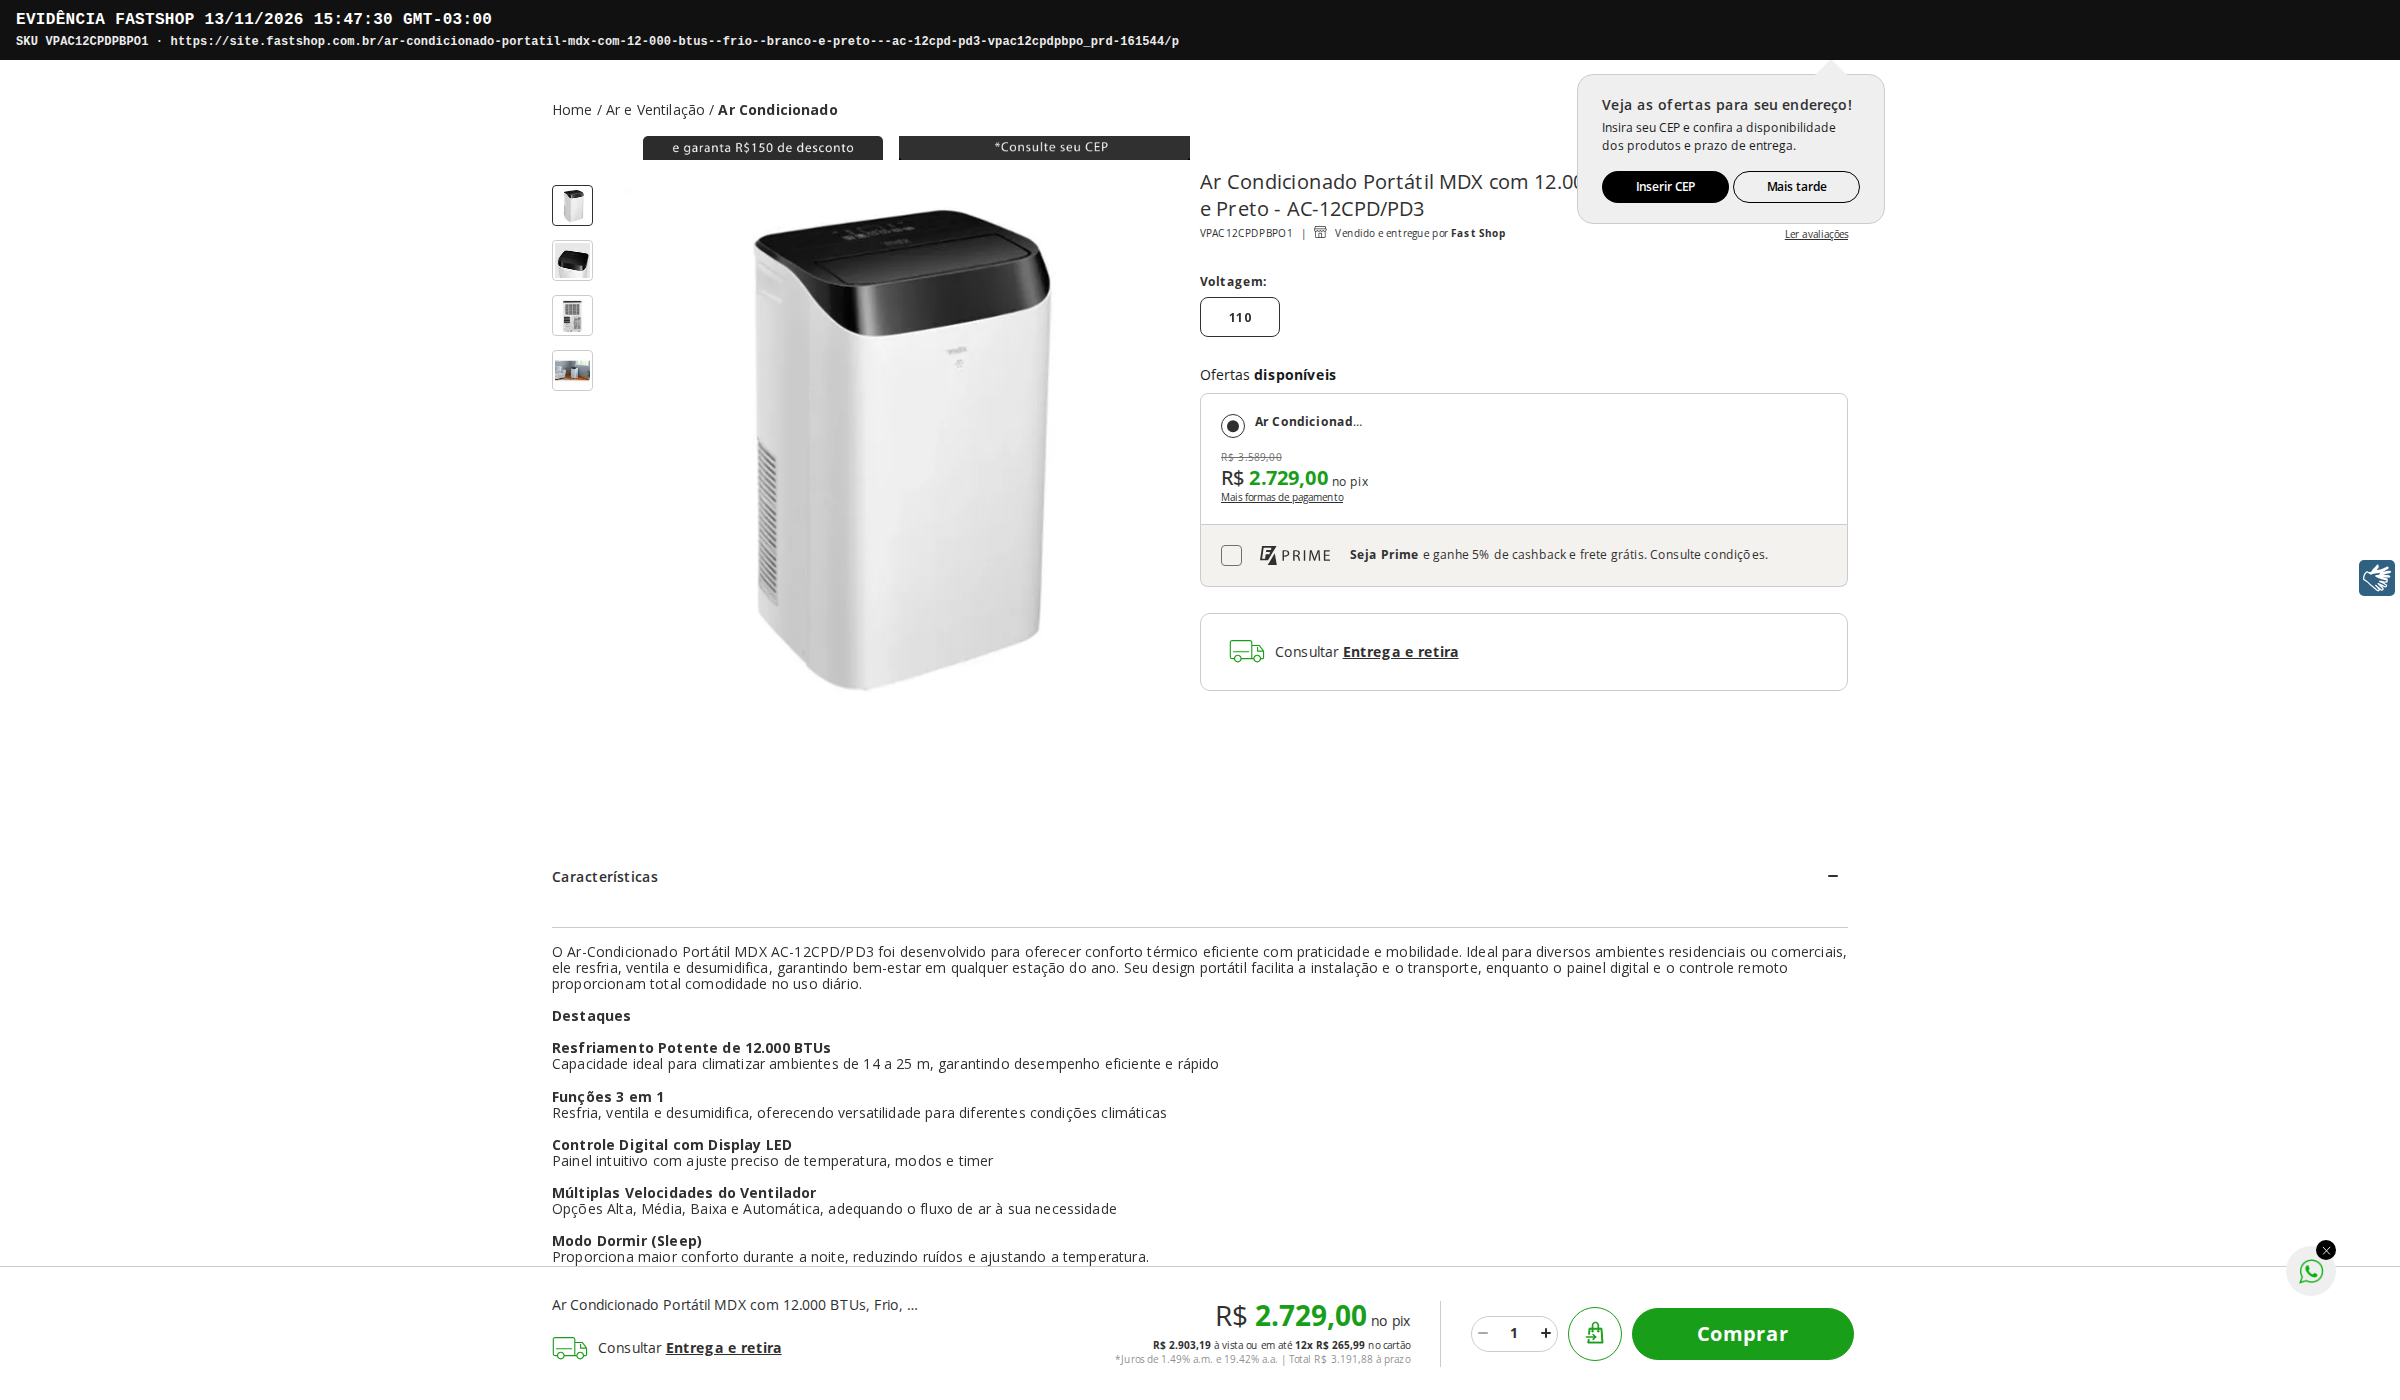 EVIDÊNCIA FASTSHOP 13/11/2026 15:47:30 GMT-03:00
SKU VPAC12CPDPBPO1 · https://site.fastshop.com.br/ar-condicionado-portatil-mdx-com-12-000-btus--frio--branco-e-preto---ac-12cpd-pd3-vpac12cpdpbpo_prd-161544/p
Home / Ar e Ventilação / Ar Condicionado
e garanta R$150 de desconto
*Consulte seu CEP
Veja as ofertas para seu endereço!
Insira seu CEP e confira a disponibilidade
dos produtos e prazo de entrega.
Inserir CEP
Mais tarde
Ar Condicionado Portátil MDX com 12.00
e Preto - AC-12CPD/PD3
VPAC12CPDPBPO1 | Vendido e entregue por Fast Shop
Ler avaliações
Voltagem:
110
Ofertas disponíveis
Ar Condicionad...
R$ 3.589,00
R$ 2.729,00 no pix
Mais formas de pagamento
PRIME Seja Prime e ganhe 5% de cashback e frete grátis. Consulte condições.
Consultar Entrega e retira
Características
O Ar-Condicionado Portátil MDX AC-12CPD/PD3 foi desenvolvido para oferecer conforto térmico eficiente com praticidade e mobilidade. Ideal para diversos ambientes residenciais ou comerciais,
ele resfria, ventila e desumidifica, garantindo bem-estar em qualquer estação do ano. Seu design portátil facilita a instalação e o transporte, enquanto o painel digital e o controle remoto
proporcionam total comodidade no uso diário.
Destaques
Resfriamento Potente de 12.000 BTUs
Capacidade ideal para climatizar ambientes de 14 a 25 m, garantindo desempenho eficiente e rápido
Funções 3 em 1
Resfria, ventila e desumidifica, oferecendo versatilidade para diferentes condições climáticas
Controle Digital com Display LED
Painel intuitivo com ajuste preciso de temperatura, modos e timer
Múltiplas Velocidades do Ventilador
Opções Alta, Média, Baixa e Automática, adequando o fluxo de ar à sua necessidade
Modo Dormir (Sleep)
Proporciona maior conforto durante a noite, reduzindo ruídos e ajustando a temperatura.
Ar Condicionado Portátil MDX com 12.000 BTUs, Frio, ...
Consultar Entrega e retira
R$ 2.729,00 no pix
R$ 2.903,19 à vista ou em até 12x R$ 265,99 no cartão
*Juros de 1.49% a.m. e 19.42% a.a. | Total R$ 3.191,88 à prazo
1
Comprar